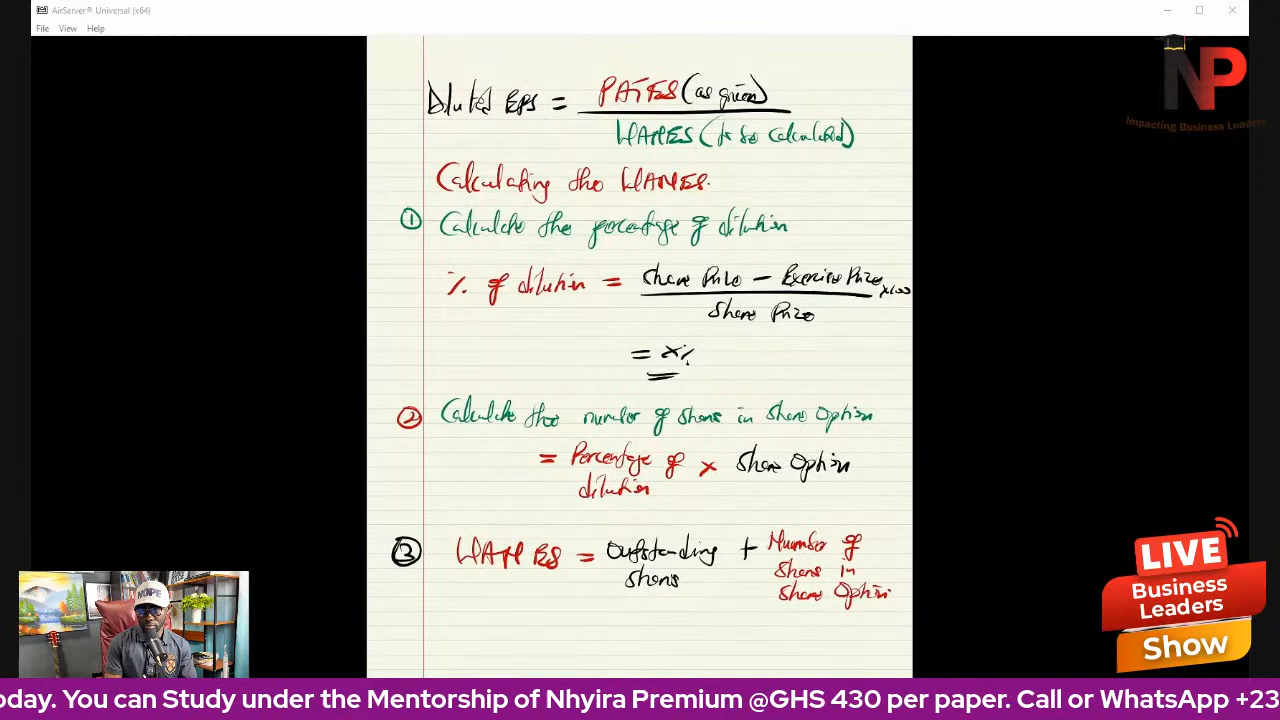 AirServer® Universal (x64)
File View Help
NP
Impacting Business Leaders
Diluted EPS = PATES (as given)
WANES (to be calculated)
Calculating the WANES.
① Calculate the percentage of dilution
% of dilution = Share Price – Exercise Price x100
Share Price
= x%
② Calculate the number of shares in share option
= Percentage of dilution × Share Option
③ WANES = Outstanding shares + Number of shares in share Option
NP
LIVE
Business
Leaders
Show
oday. You can Study under the Mentorship of Nhyira Premium @GHS 430 per paper. Call or WhatsApp +23